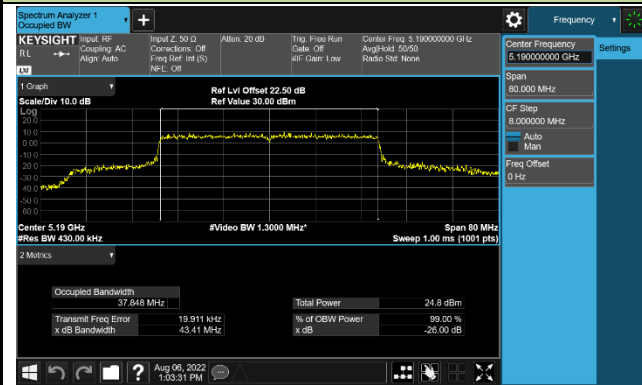 Spectrum Analyzer 1
Occupied BW
+
Frequency
KEYSIGHT
RL
LXI
Input: RF
Coupling: AC
Align: Auto
Input Z: 50 Ω
Corrections: Off
Freq Ref: Int (S)
NFE: Off
Atten: 20 dB
Trig: Free Run
Gate: Off
#IF Gain: Low
Center Freq: 5.190000000 GHz
Avg|Hold: 50/50
Radio Std: None
Center Frequency
5.190000000 GHz
Settings
Span
80.000 MHz
CF Step
8.000000 MHz
Auto
Man
Freq Offset
0 Hz
1 Graph
Scale/Div 10.0 dB
Ref Lvl Offset 22.50 dB
Ref Value 30.00 dBm
Log
20.0
10.0
0.00
-10.0
-20.0
-30.0
-40.0
-50.0
-60.0
Center 5.19 GHz
#Video BW 1.3000 MHz*
Span 80 MHz
#Res BW 430.00 kHz
Sweep 1.00 ms (1001 pts)
2 Metrics
Occupied Bandwidth
37.848 MHz
Total Power
24.8 dBm
Transmit Freq Error
19.911 kHz
% of OBW Power
99.00 %
x dB Bandwidth
43.41 MHz
x dB
-26.00 dB
?
Aug 06, 2022
1:03:31 PM